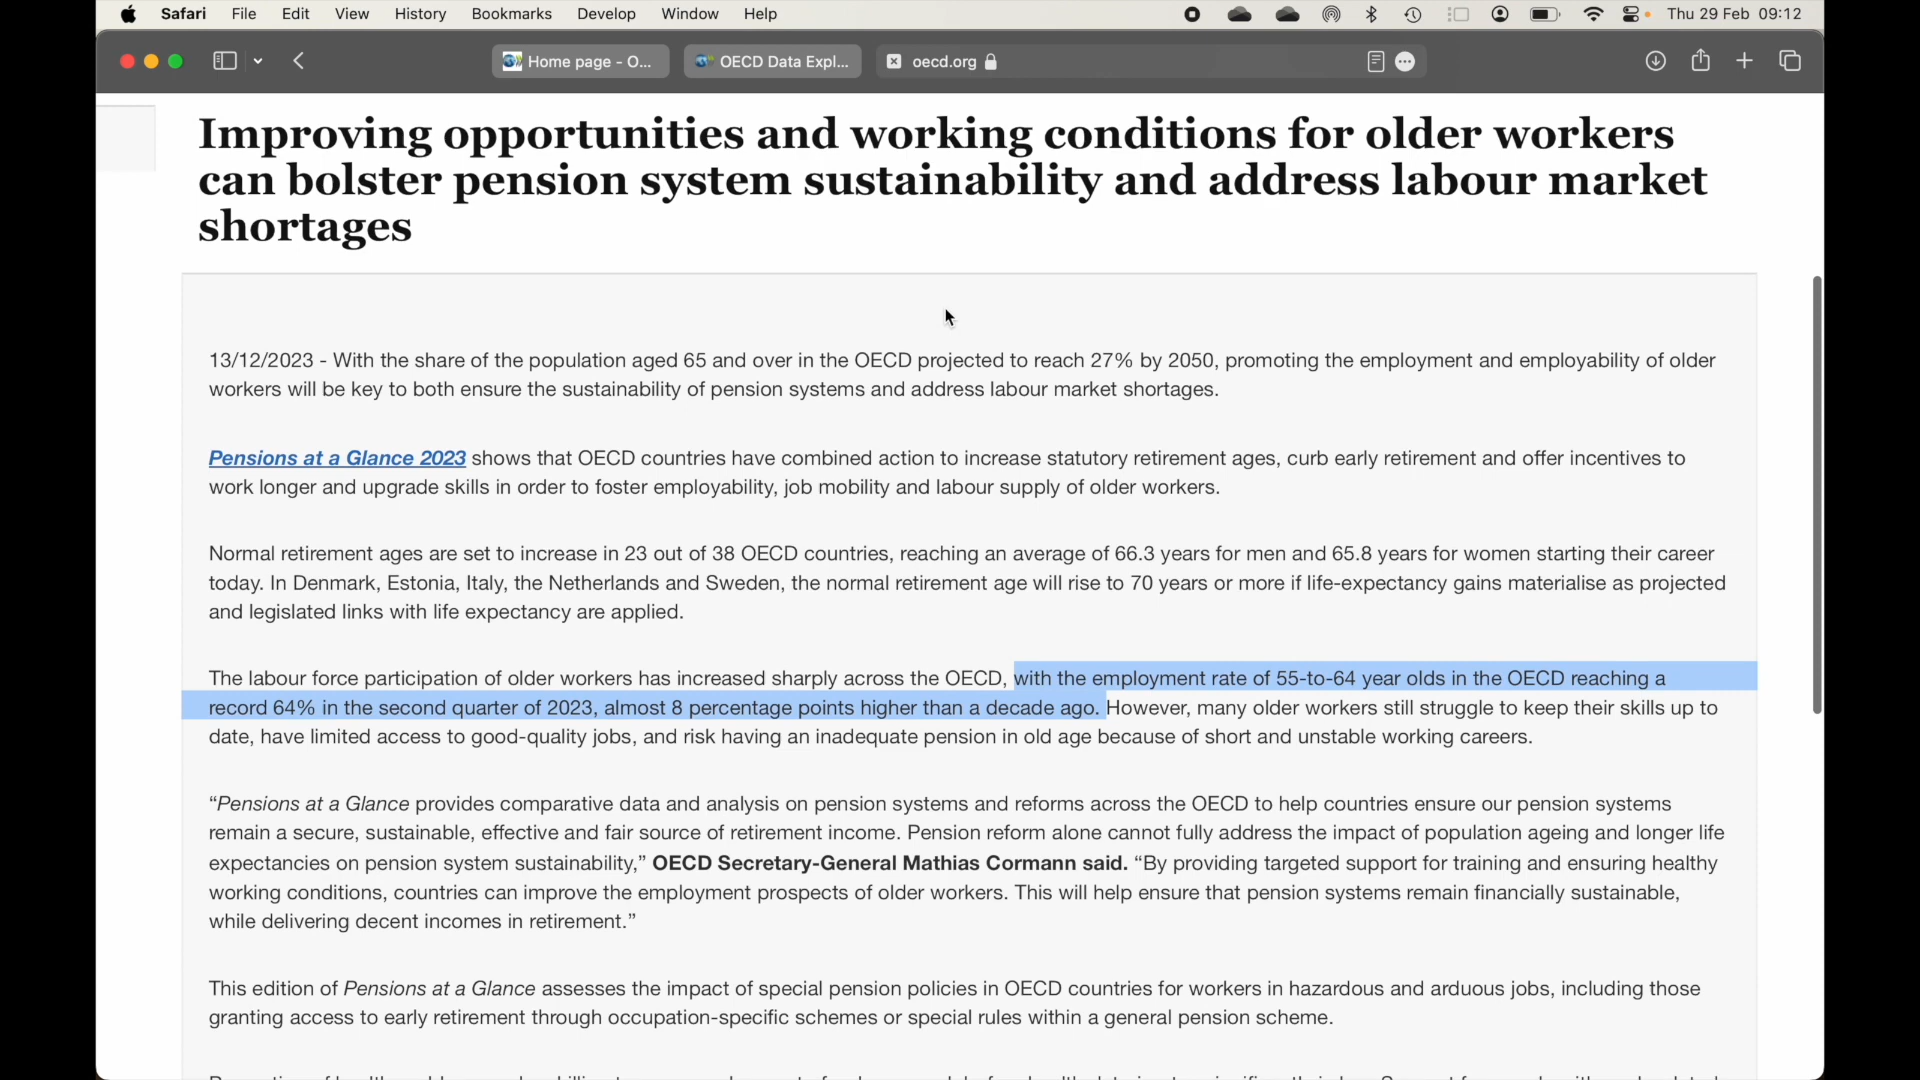 Safari File Edit View History Bookmarks Develop Window Help Thu 29 Feb 09:12
Home page - O... OECD Data Expl... oecd.org
Improving opportunities and working conditions for older workers
can bolster pension system sustainability and address labour market
shortages
13/12/2023 - With the share of the population aged 65 and over in the OECD projected to reach 27% by 2050, promoting the employment and employability of older
workers will be key to both ensure the sustainability of pension systems and address labour market shortages.
Pensions at a Glance 2023 shows that OECD countries have combined action to increase statutory retirement ages, curb early retirement and offer incentives to
work longer and upgrade skills in order to foster employability, job mobility and labour supply of older workers.
Normal retirement ages are set to increase in 23 out of 38 OECD countries, reaching an average of 66.3 years for men and 65.8 years for women starting their career
today. In Denmark, Estonia, Italy, the Netherlands and Sweden, the normal retirement age will rise to 70 years or more if life-expectancy gains materialise as projected
and legislated links with life expectancy are applied.
The labour force participation of older workers has increased sharply across the OECD, with the employment rate of 55-to-64 year olds in the OECD reaching a
record 64% in the second quarter of 2023, almost 8 percentage points higher than a decade ago. However, many older workers still struggle to keep their skills up to
date, have limited access to good-quality jobs, and risk having an inadequate pension in old age because of short and unstable working careers.
“Pensions at a Glance provides comparative data and analysis on pension systems and reforms across the OECD to help countries ensure our pension systems
remain a secure, sustainable, effective and fair source of retirement income. Pension reform alone cannot fully address the impact of population ageing and longer life
expectancies on pension system sustainability,” OECD Secretary-General Mathias Cormann said. “By providing targeted support for training and ensuring healthy
working conditions, countries can improve the employment prospects of older workers. This will help ensure that pension systems remain financially sustainable,
while delivering decent incomes in retirement.”
This edition of Pensions at a Glance assesses the impact of special pension policies in OECD countries for workers in hazardous and arduous jobs, including those
granting access to early retirement through occupation-specific schemes or special rules within a general pension scheme.